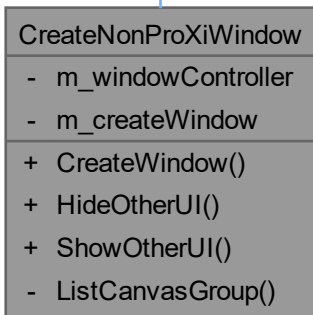 CreateNonProXiWindow
- m_windowController
- m_createWindow
+ CreateWindow()
+ HideOtherUI()
+ ShowOtherUI()
- ListCanvasGroup()